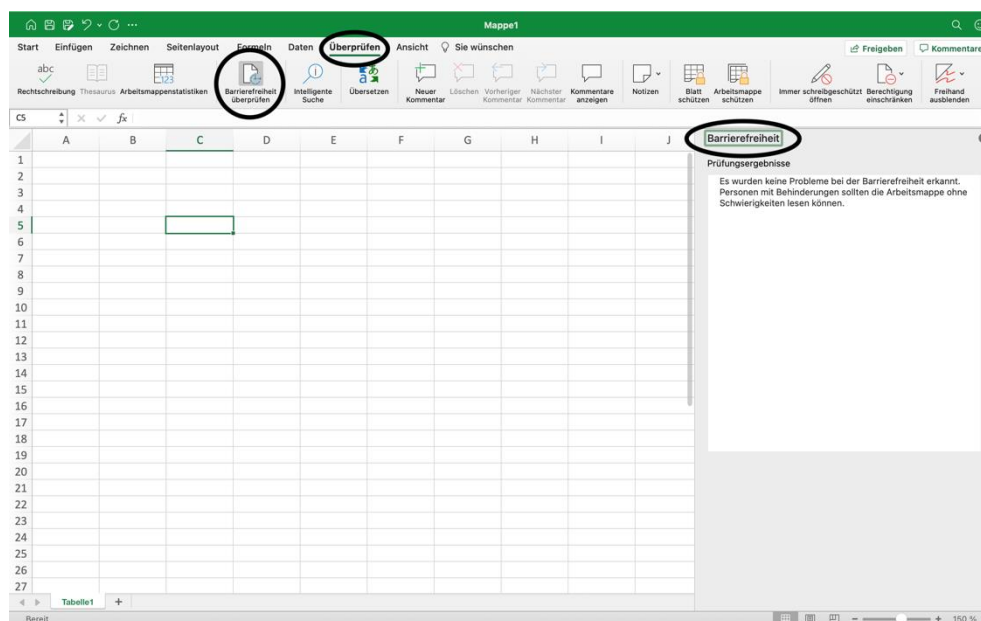 Mappe1
Start Einfügen Zeichnen Seitenlayout Formeln Daten Überprüfen Ansicht Sie wünschen Freigeben Kommentare
abc
123
Rechtschreibung Thesaurus Arbeitsmappenstatistiken Barrierefreiheit überprüfen Intelligente Suche Übersetzen Neuer Kommentar Löschen Vorheriger Kommentar Nächster Kommentar Kommentare anzeigen Notizen Blatt schützen Arbeitsmappe schützen Immer schreibgeschützt öffnen Berechtigung einschränken Freihand ausblenden
C5 fx
A B C D E F G H I J
Barrierefreiheit
Prüfungsergebnisse
Es wurden keine Probleme bei der Barrierefreiheit erkannt.
Personen mit Behinderungen sollten die Arbeitsmappe ohne
Schwierigkeiten lesen können.
1
2
3
4
5
6
7
8
9
10
11
12
13
14
15
16
17
18
19
20
21
22
23
24
25
26
27
Tabelle1 +
Bereit 150 %